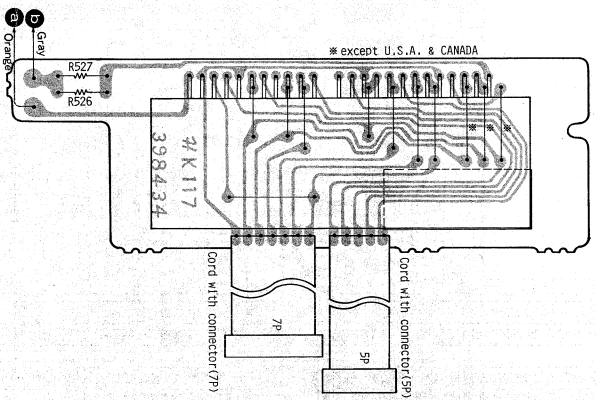 a
b
Orange
Gray
R527
R526
※except U.S.A. & CANADA
※ ※ ※
#K117
398434
Cord with connector(7P)
7P
Cord with connector(5P)
5P